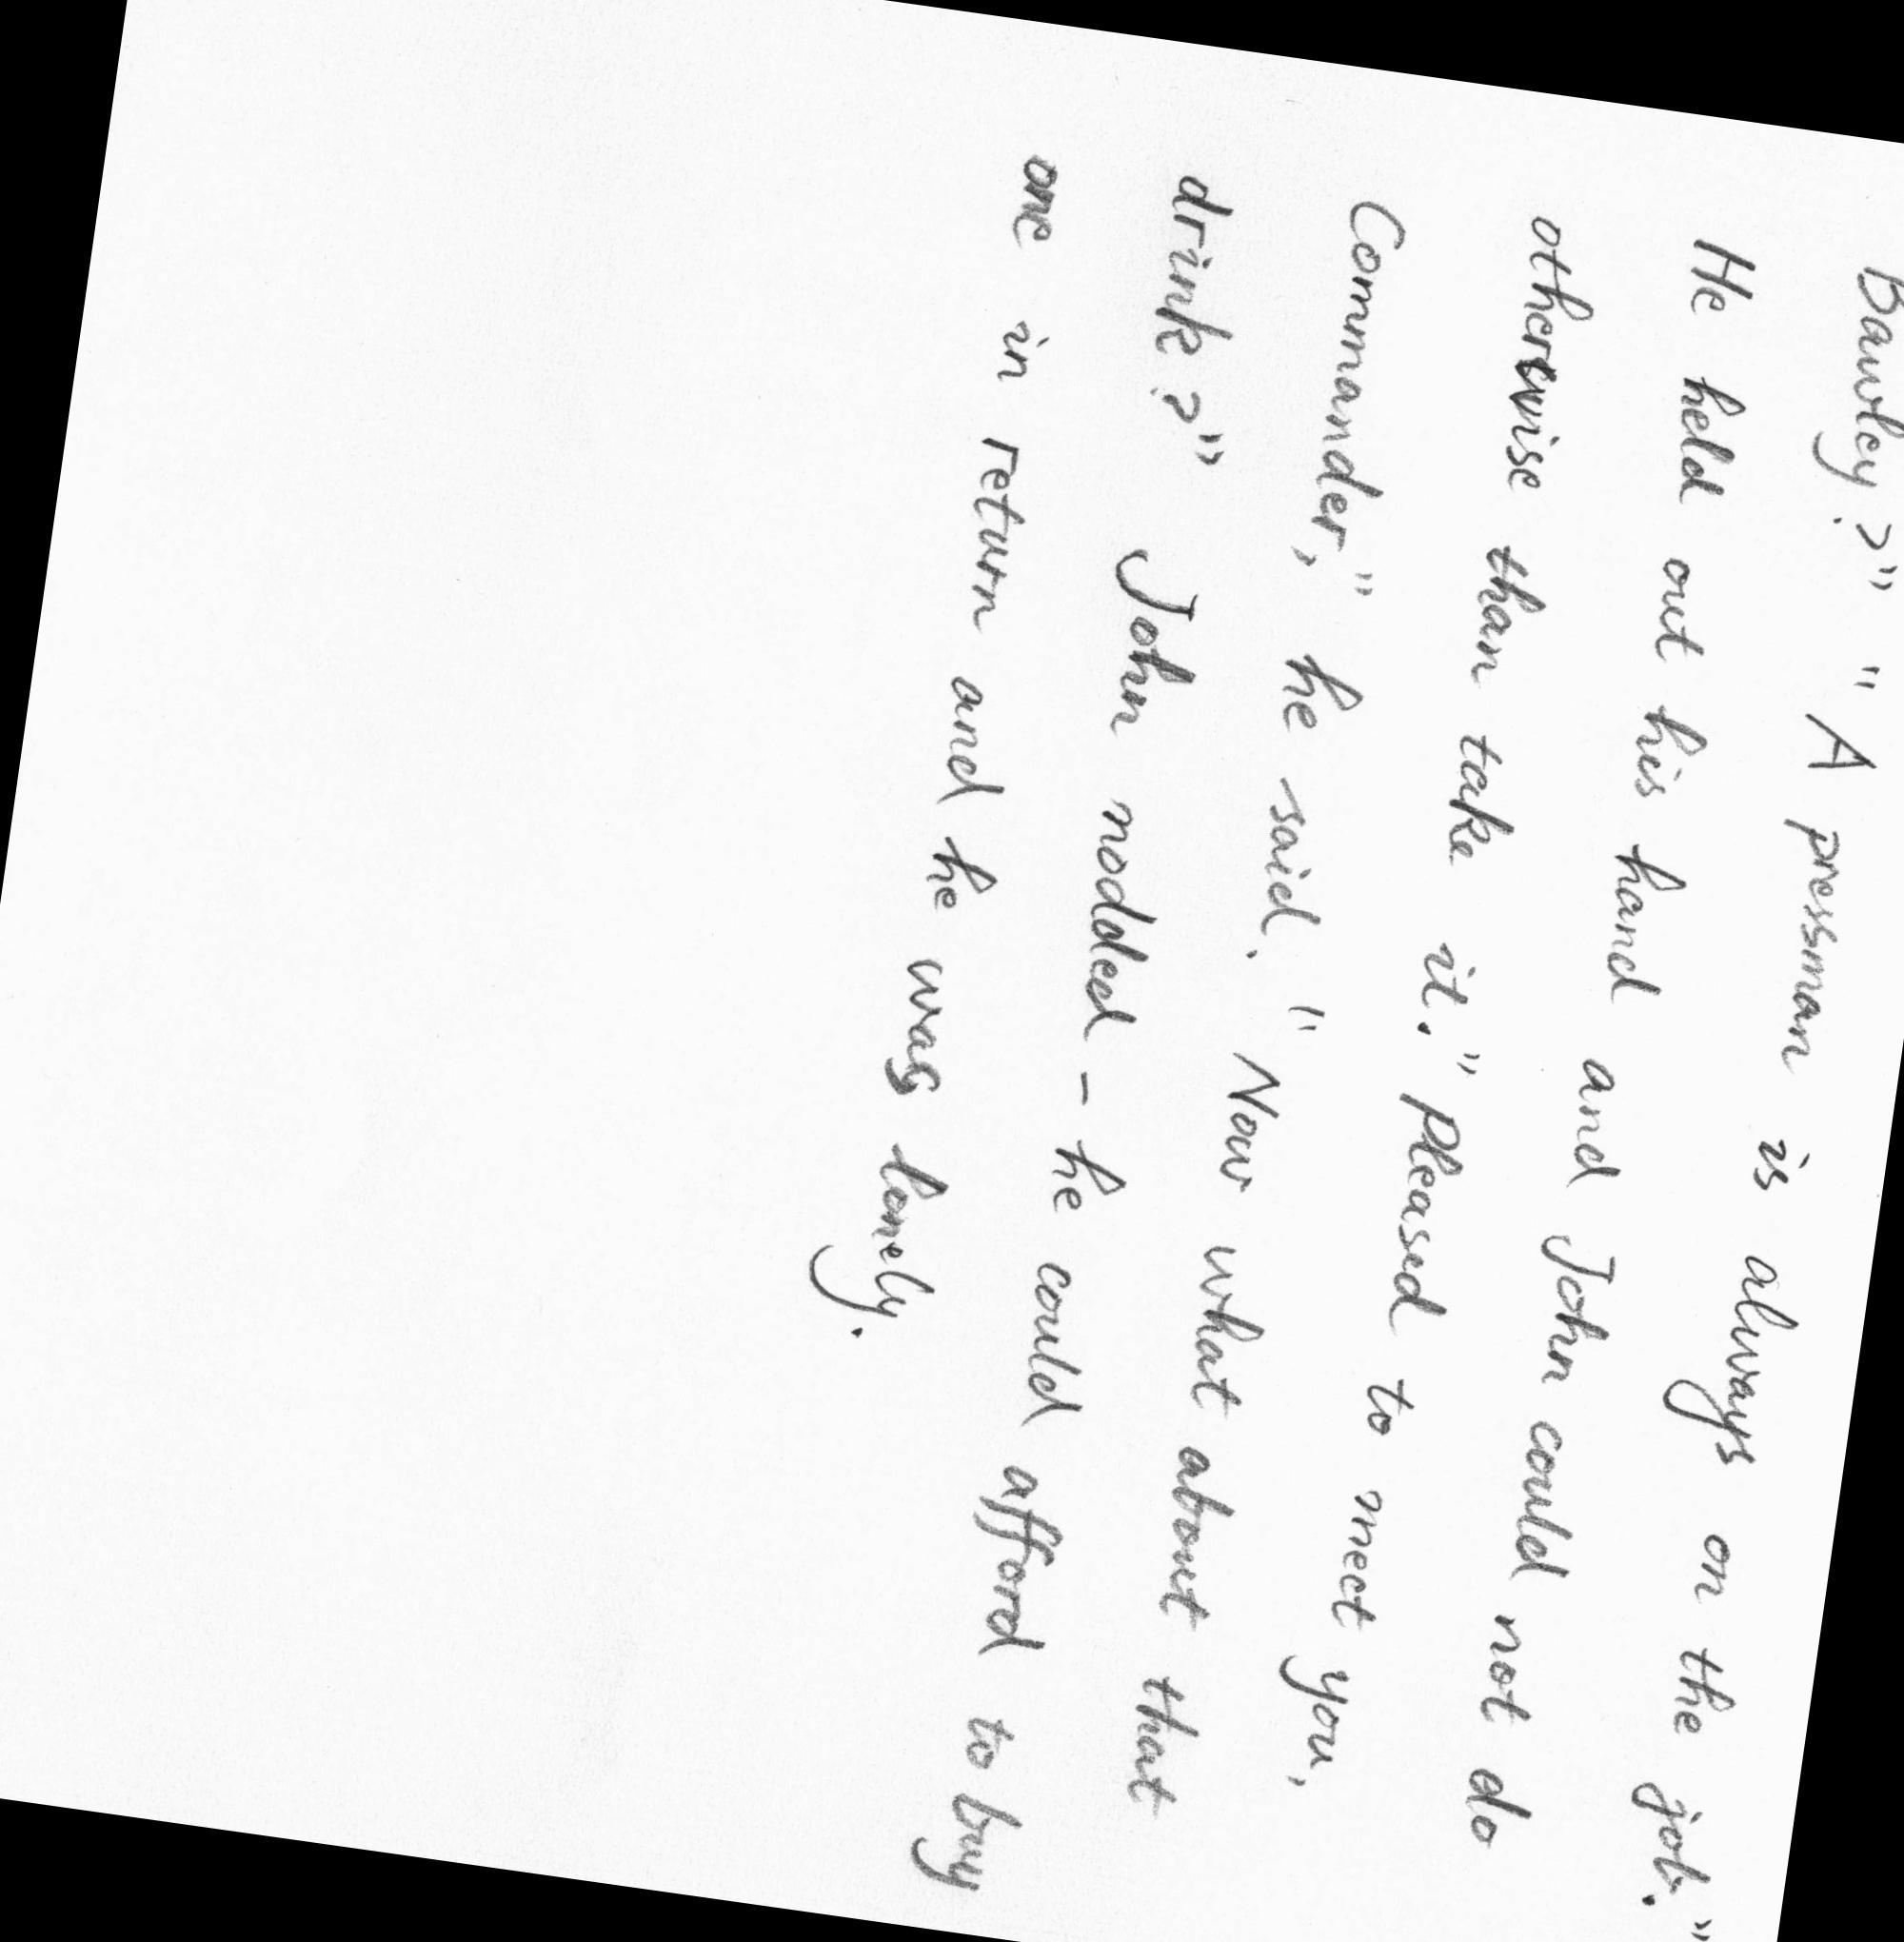 Bawley?" "A pressman is always on the job."
He held out his hand and John could not do
otherwise than take it. "Pleased to meet you,
Commander," he said. "Now what about that
drink?" John nodded - he could afford to buy
one in return and he was lonely.